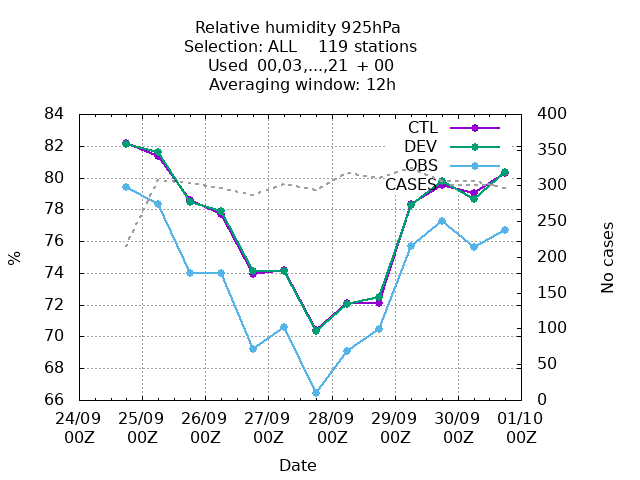 Relative humidity 925hPa
Selection: ALL    119 stations
Used  00,03,...,21  + 00
Averaging window: 12h
84
82
80
78
76
74
72
70
68
66
%
400
350
300
250
200
150
100
50
0
No cases
CTL
DEV
OBS
CASES
24/09 25/09 26/09 27/09 28/09 29/09 30/09 01/10
00Z 00Z 00Z 00Z 00Z 00Z 00Z 00Z
Date